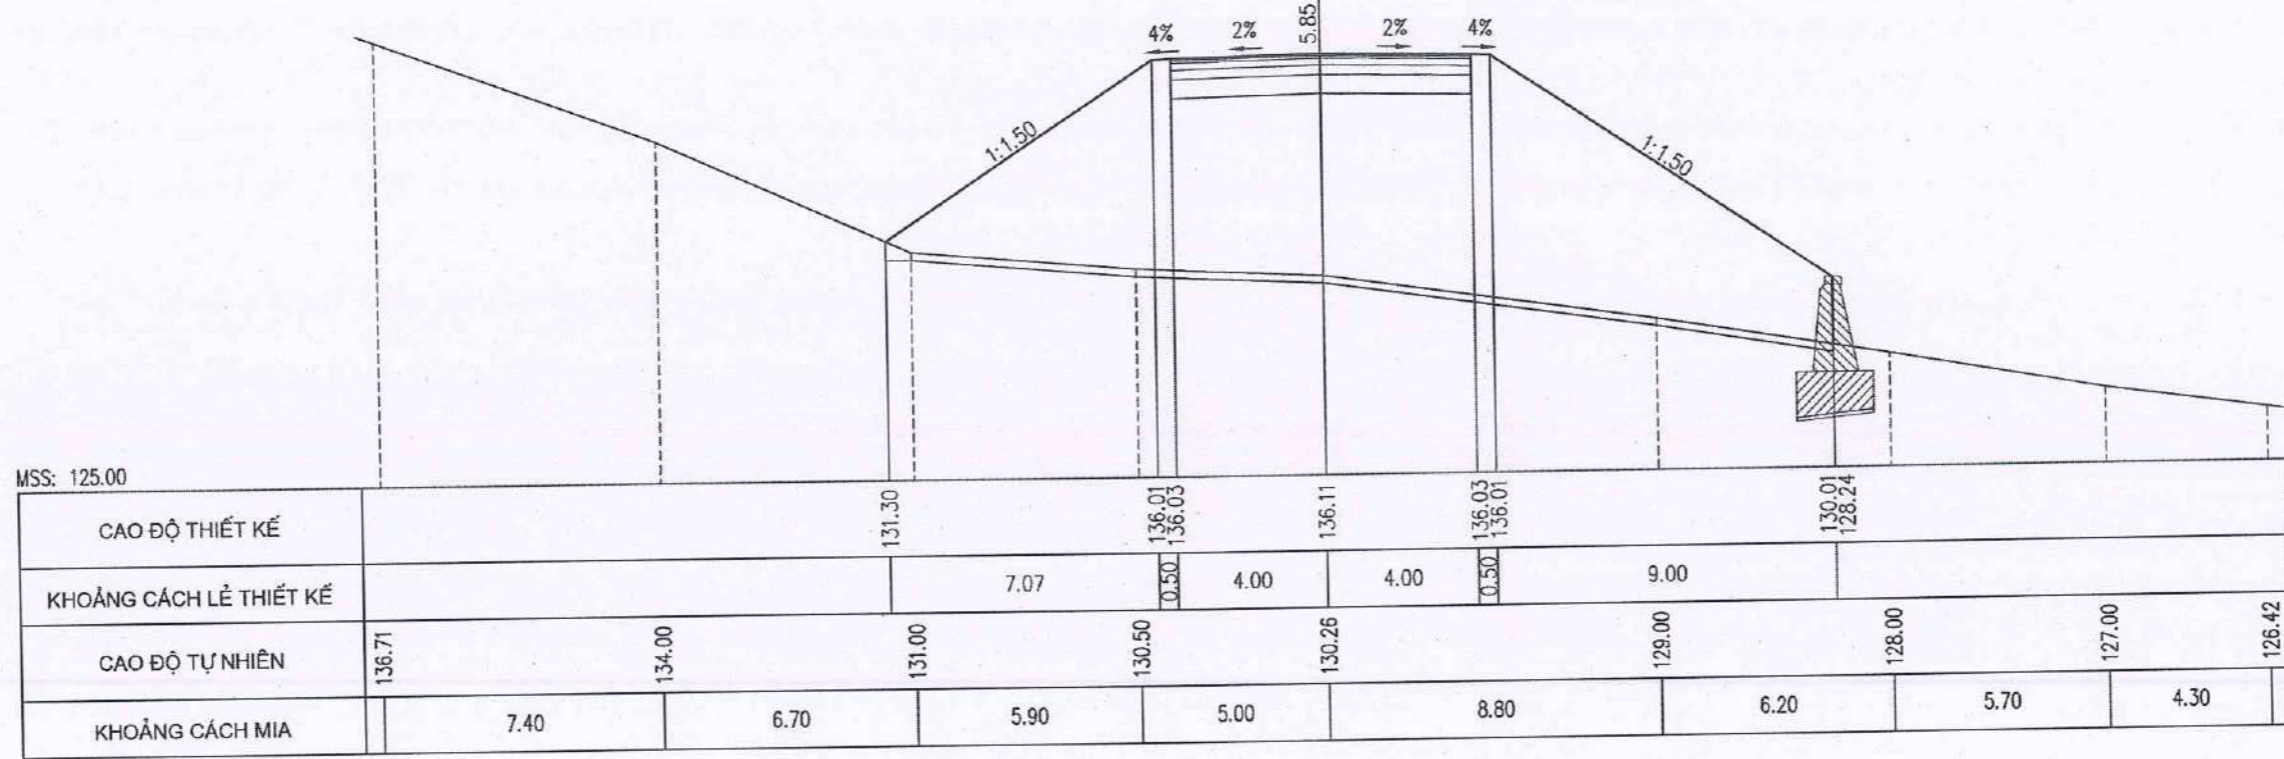 4% 2% 5.85 2% 4%
1:1.50 1:1.50
MSS: 125.00
CAO ĐỘ THIẾT KẾ 131.30 136.01 136.03 136.11 136.03 136.01 130.01 128.24
KHOẢNG CÁCH LẺ THIẾT KẾ 7.07 0.50 4.00 4.00 0.50 9.00
CAO ĐỘ TỰ NHIÊN 136.71 134.00 131.00 130.50 130.26 129.00 128.00 127.00 126.42
KHOẢNG CÁCH MIA 7.40 6.70 5.90 5.00 8.80 6.20 5.70 4.30